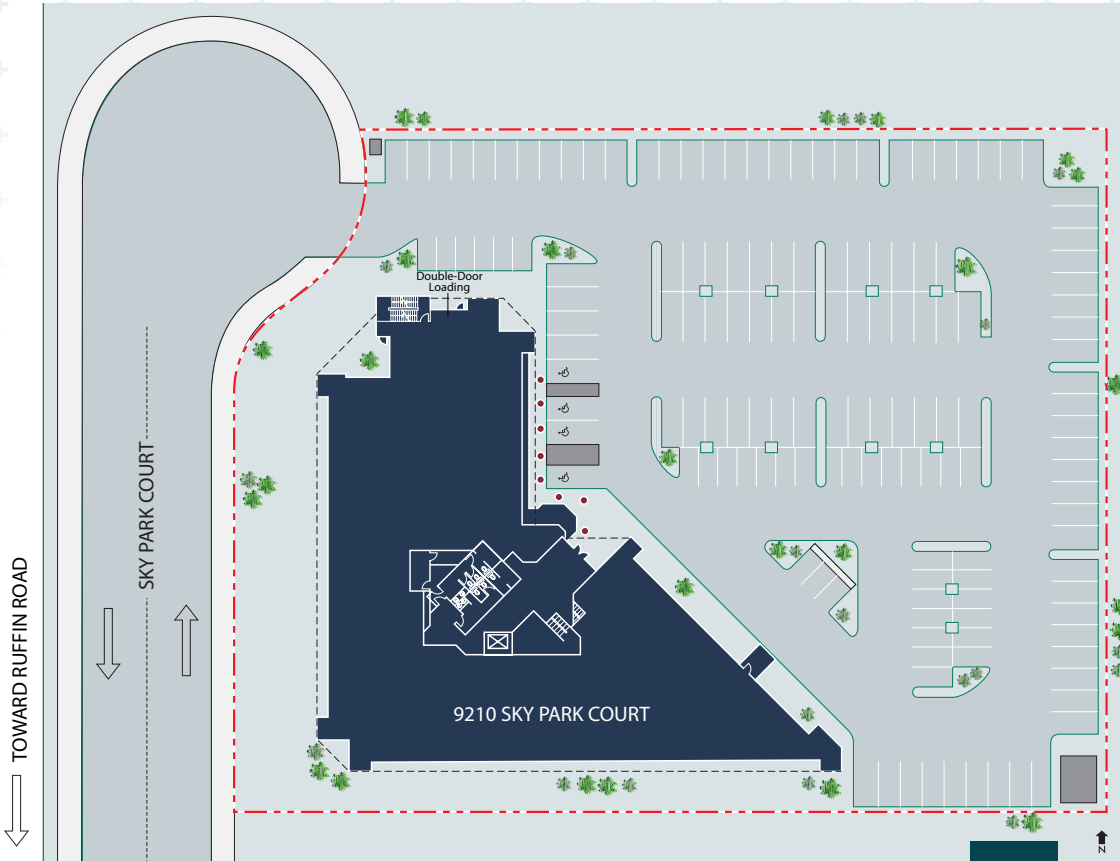 Double-Door
Loading
SKY PARK COURT
TOWARD RUFFIN ROAD
9210 SKY PARK COURT
N